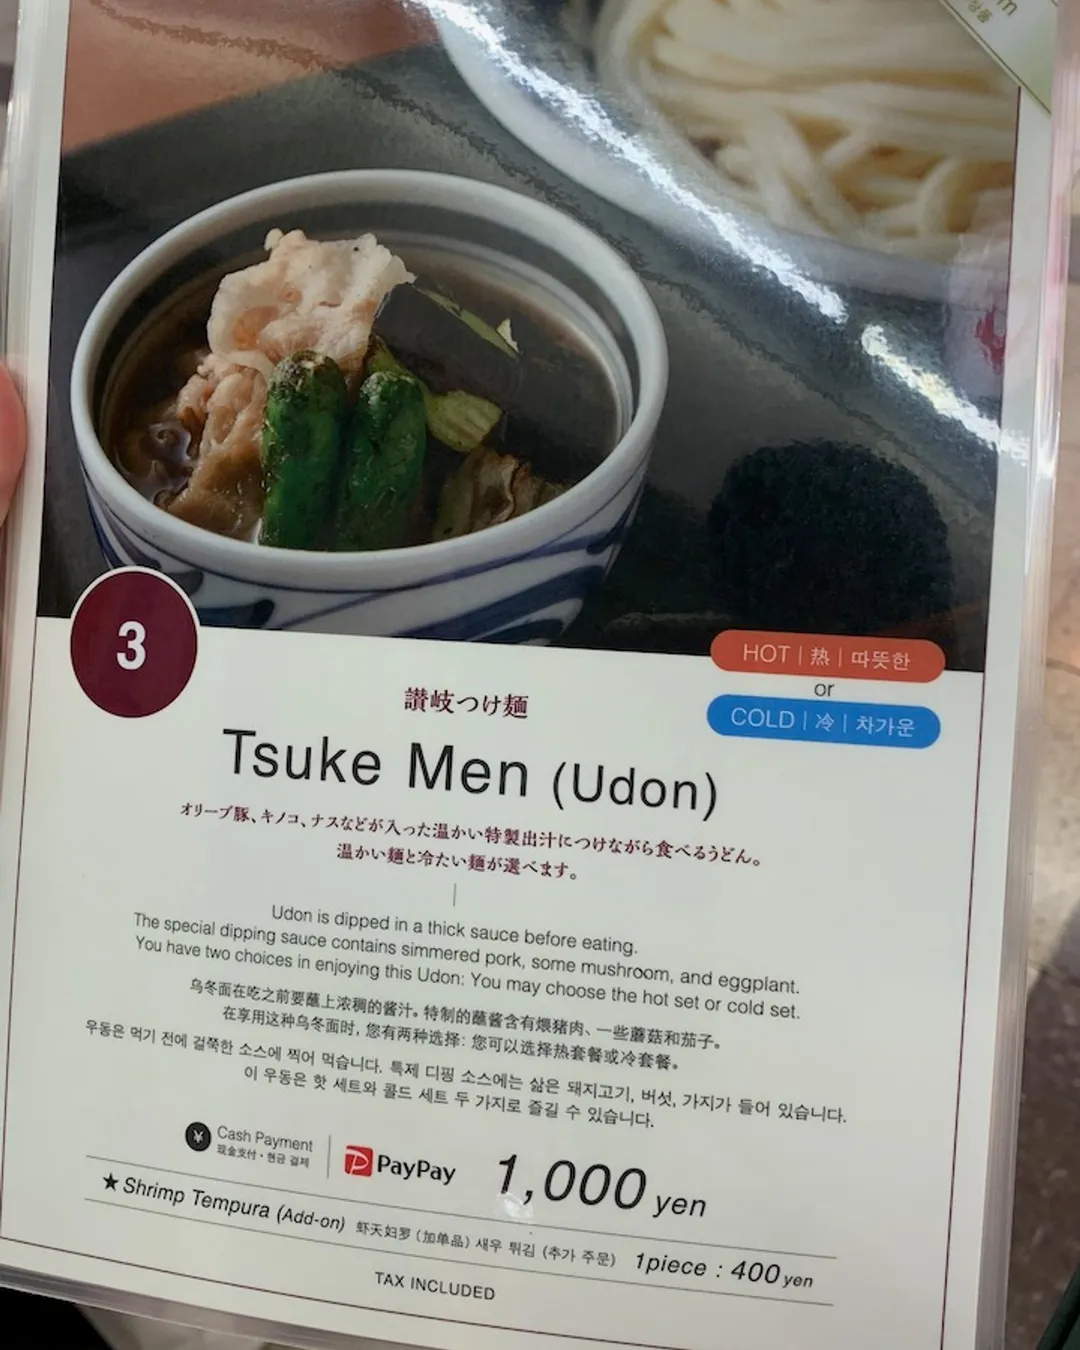 상품
3
HOT | 热 | 따뜻한
or
COLD | 冷 | 차가운
讃岐つけ麺
Tsuke Men (Udon)
オリーブ豚、キノコ、ナスなどが入った温かい特製出汁につけながら食べるうどん。
温かい麺と冷たい麺が選べます。
Udon is dipped in a thick sauce before eating.
The special dipping sauce contains simmered pork, some mushroom, and eggplant.
You have two choices in enjoying this Udon: You may choose the hot set or cold set.
乌冬面在吃之前要蘸上浓稠的酱汁。特制的蘸酱含有煨猪肉、一些蘑菇和茄子。
在享用这种乌冬面时, 您有两种选择: 您可以选择热套餐或冷套餐。
우동은 먹기 전에 걸쭉한 소스에 찍어 먹습니다. 특제 디핑 소스에는 삶은 돼지고기, 버섯, 가지가 들어 있습니다.
이 우동은 핫 세트와 콜드 세트 두 가지로 즐길 수 있습니다.
¥ Cash Payment
现金支付・현금 결제
PayPay
1,000 yen
★ Shrimp Tempura (Add-on) 虾天妇罗 (加单品) 새우 튀김 (추가 주문) 1piece : 400 yen
TAX INCLUDED